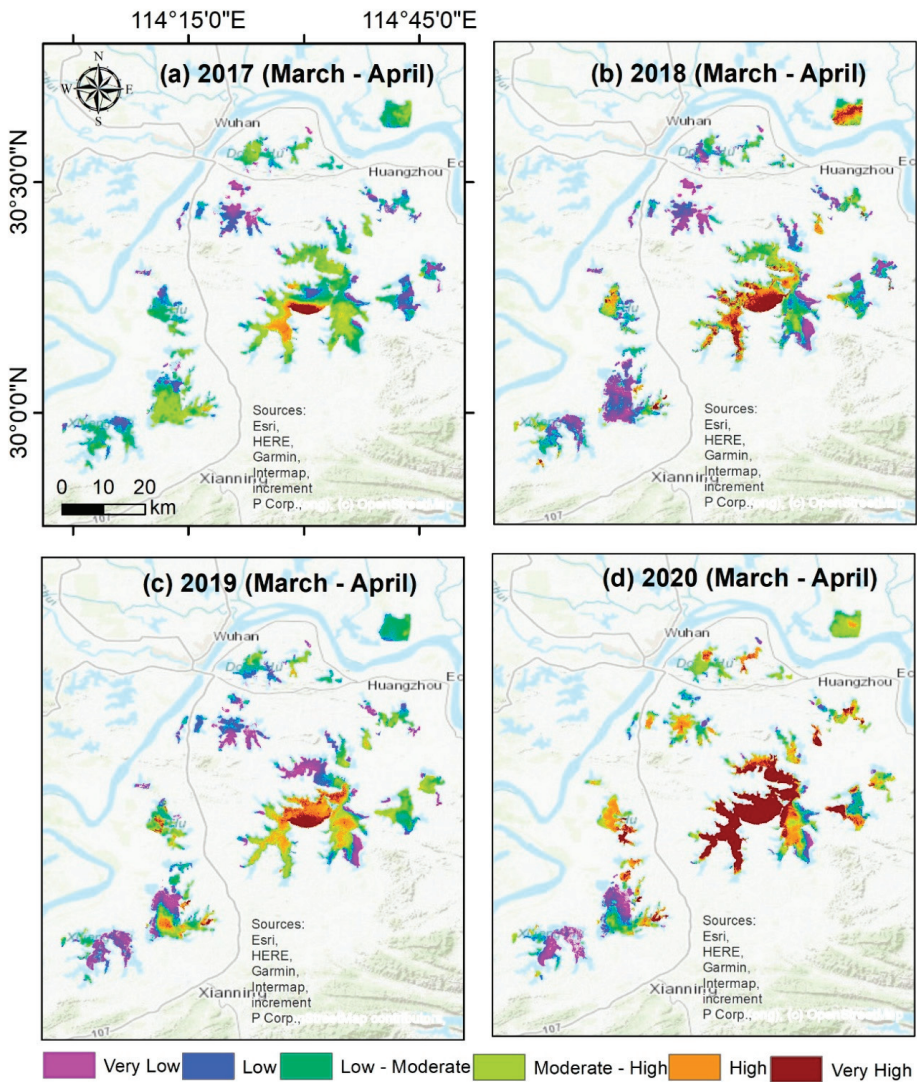 114°15'0"E 114°45'0"E
(a) 2017 (March - April)
N
W E
S
Wuhan
30°30'0"N
Huangzhou
30°0'0"N
Sources:
Esri,
HERE,
Garmin,
Intermap,
increment
P Corp.,
Xianning
0 10 20
km
107
(b) 2018 (March - April)
Wuhan
Huangzhou
Sources:
Esri,
HERE,
Garmin,
Intermap,
increment
P Corp.,
Xianning
107
(c) 2019 (March - April)
Wuhan
Huangzhou
Sources:
Esri,
HERE,
Garmin,
Intermap,
increment
P Corp.,
Xianning
107
(d) 2020 (March - April)
Wuhan
Huangzhou
Sources:
Esri,
HERE,
Garmin,
Intermap,
increment
P Corp.,
Xianning
107
Very Low Low Low - Moderate Moderate - High High Very High